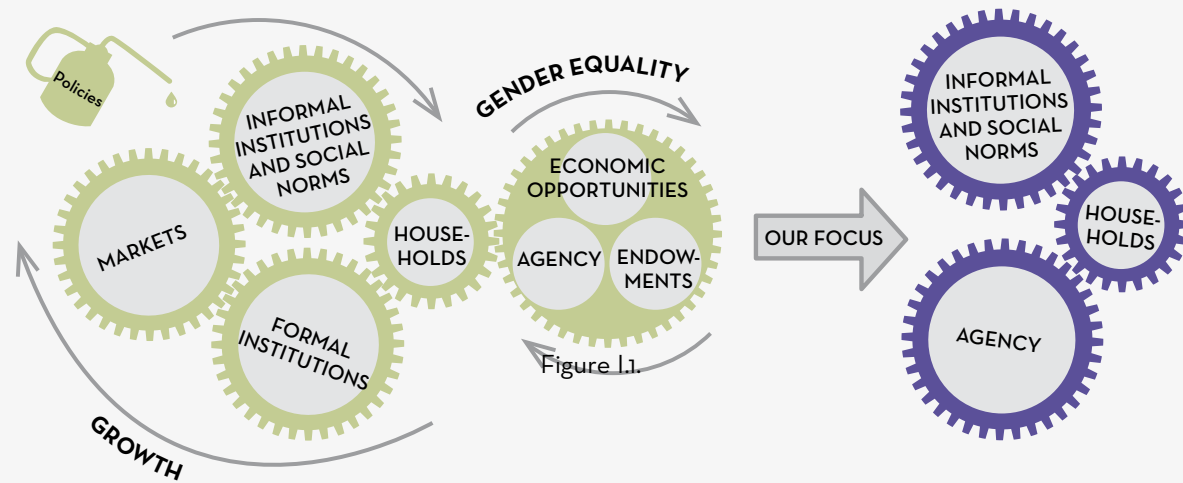 Policies
INFORMAL
INSTITUTIONS
AND SOCIAL
NORMS
MARKETS
FORMAL
INSTITUTIONS
HOUSE-
HOLDS
GENDER EQUALITY
ECONOMIC
OPPORTUNITIES
AGENCY
ENDOW-
MENTS
GROWTH
Figure I.1.
OUR FOCUS
INFORMAL
INSTITUTIONS
AND SOCIAL
NORMS
HOUSE-
HOLDS
AGENCY